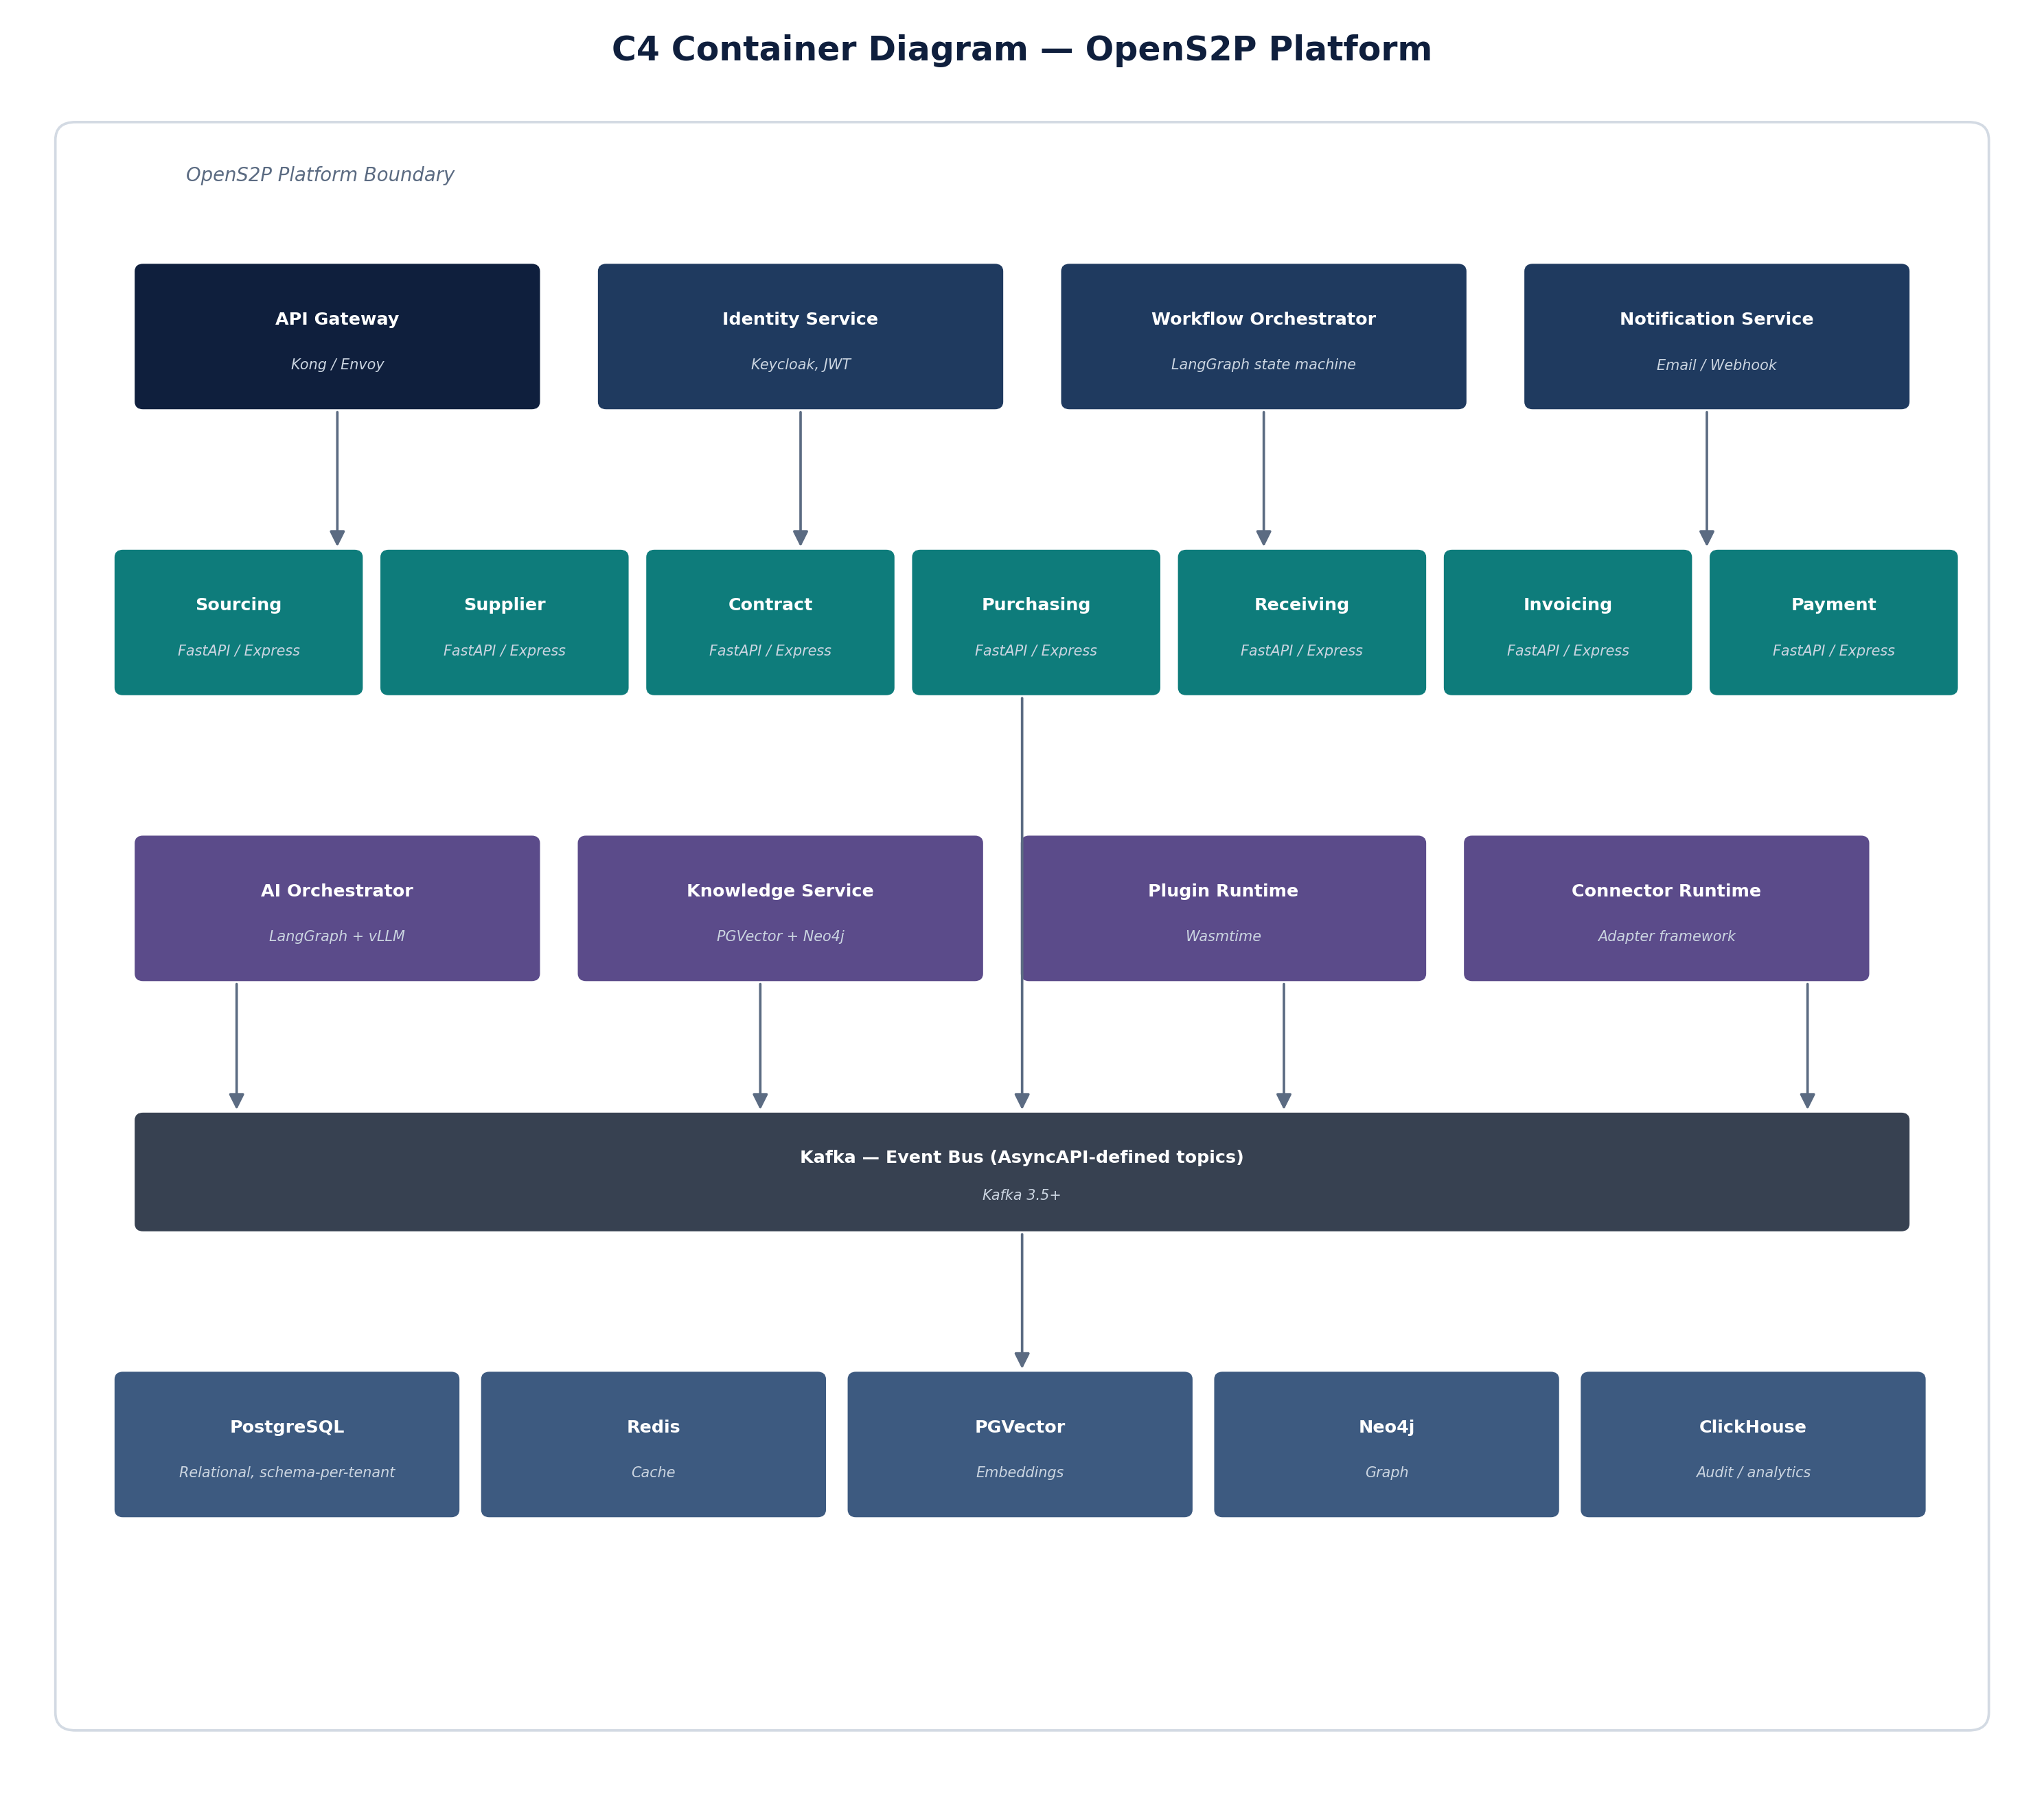 C4 Container Diagram — OpenS2P Platform
OpenS2P Platform Boundary
API Gateway
Kong / Envoy
Identity Service
Keycloak, JWT
Workflow Orchestrator
LangGraph state machine
Notification Service
Email / Webhook
Sourcing
FastAPI / Express
Supplier
FastAPI / Express
Contract
FastAPI / Express
Purchasing
FastAPI / Express
Receiving
FastAPI / Express
Invoicing
FastAPI / Express
Payment
FastAPI / Express
AI Orchestrator
LangGraph + vLLM
Knowledge Service
PGVector + Neo4j
Plugin Runtime
Wasmtime
Connector Runtime
Adapter framework
Kafka — Event Bus (AsyncAPI-defined topics)
Kafka 3.5+
PostgreSQL
Relational, schema-per-tenant
Redis
Cache
PGVector
Embeddings
Neo4j
Graph
ClickHouse
Audit / analytics